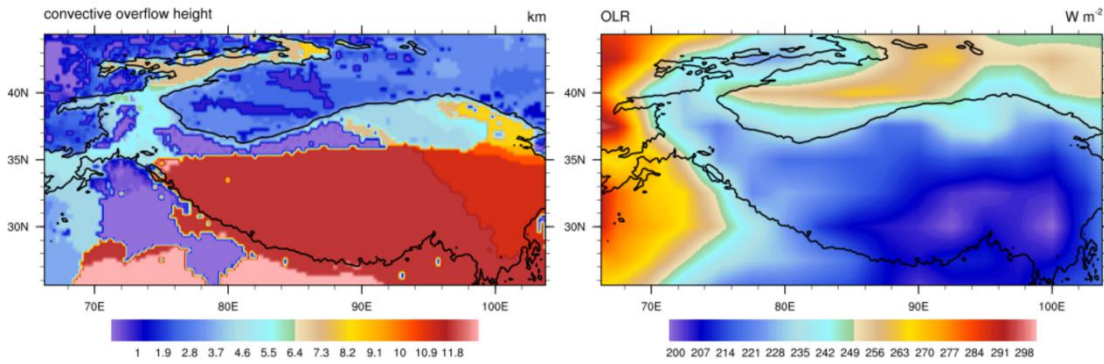 convective overflow height km
OLR W m-2
40N
35N
30N
70E 80E 90E 100E
1 1.9 2.8 3.7 4.6 5.5 6.4 7.3 8.2 9.1 10 10.9 11.8
40N
35N
30N
70E 80E 90E 100E
200 207 214 221 228 235 242 249 256 263 270 277 284 291 298